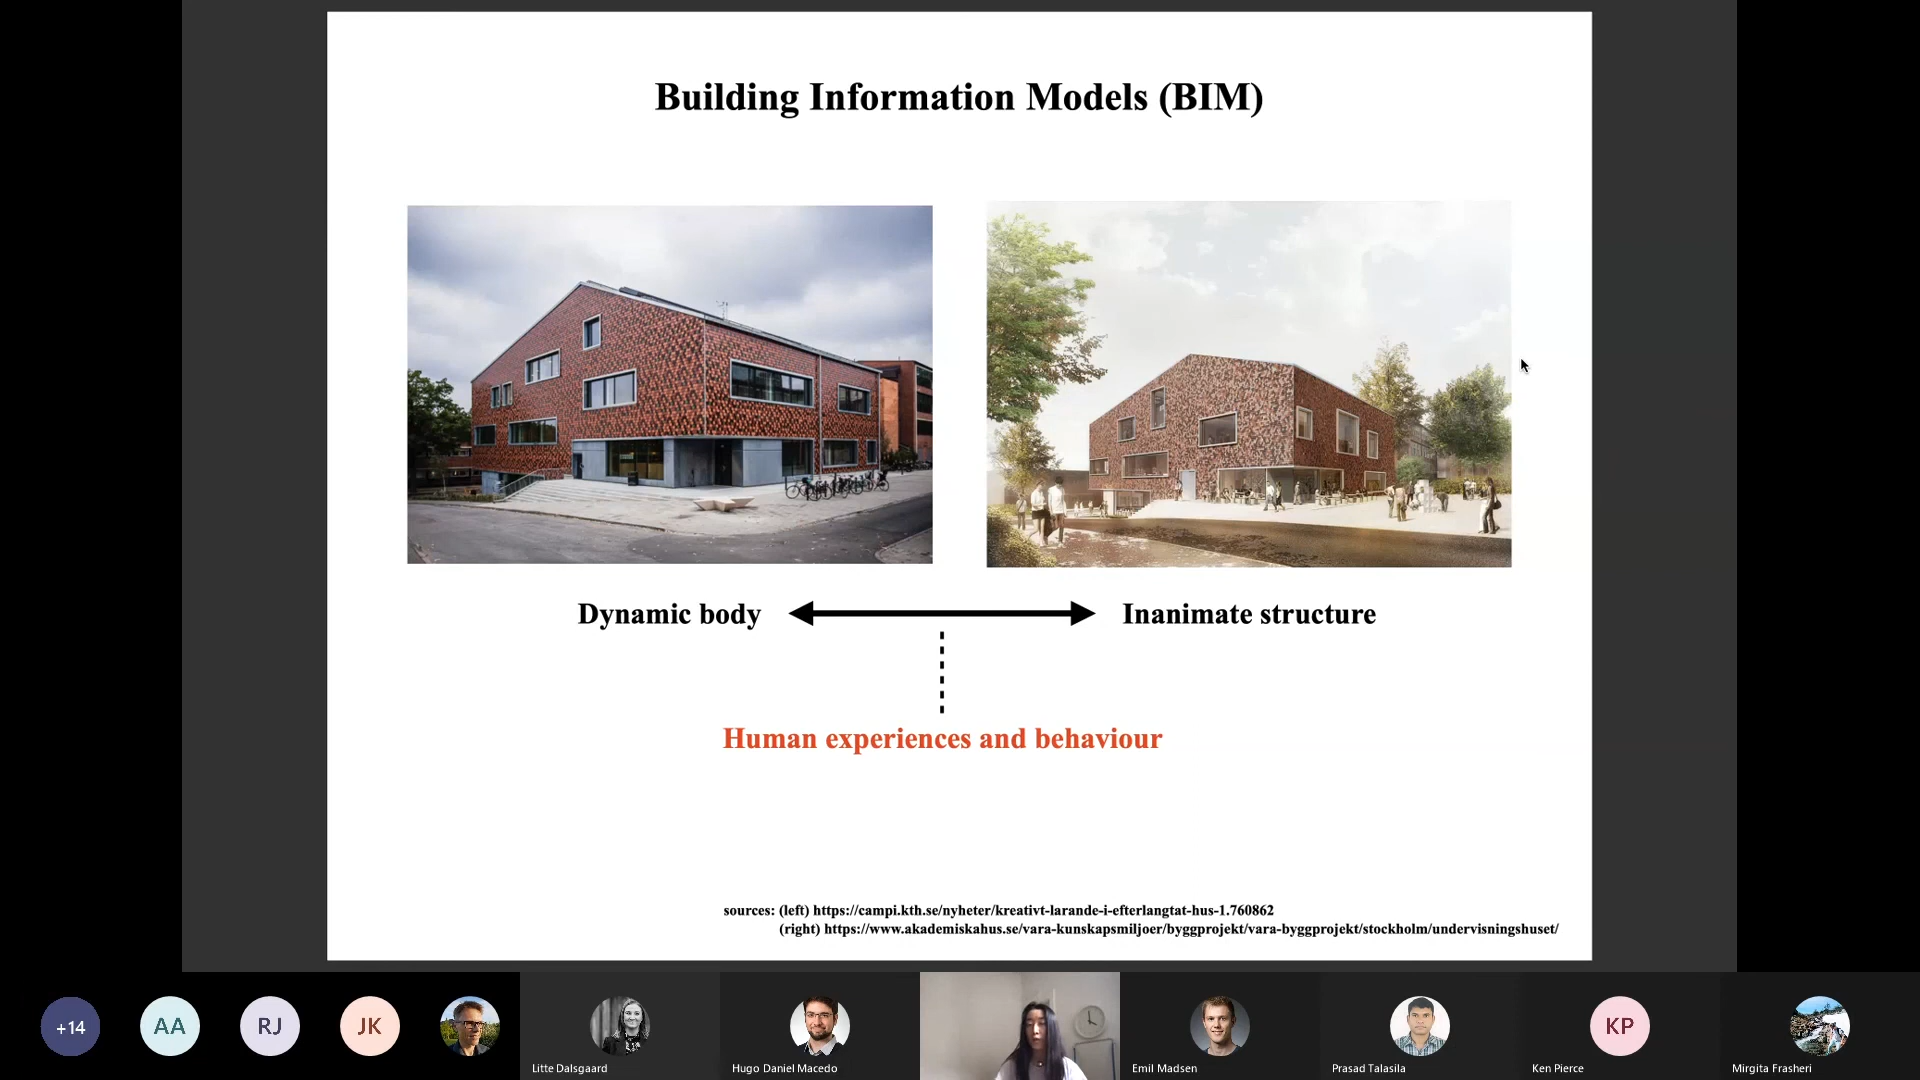 Building Information Models (BIM)
Dynamic body
Inanimate structure
Human experiences and behaviour
sources: (left) https://campi.kth.se/nyheter/kreativt-larande-i-efterlangtat-hus-1.760862
(right) https://www.akademiskahus.se/vara-kunskapsmiljoer/byggprojekt/vara-byggprojekt/stockholm/undervisningshuset/
+14
AA
RJ
JK
KP
Litte Dalsgaard
Hugo Daniel Macedo
Emil Madsen
Prasad Talasila
Ken Pierce
Mirgita Frasheri